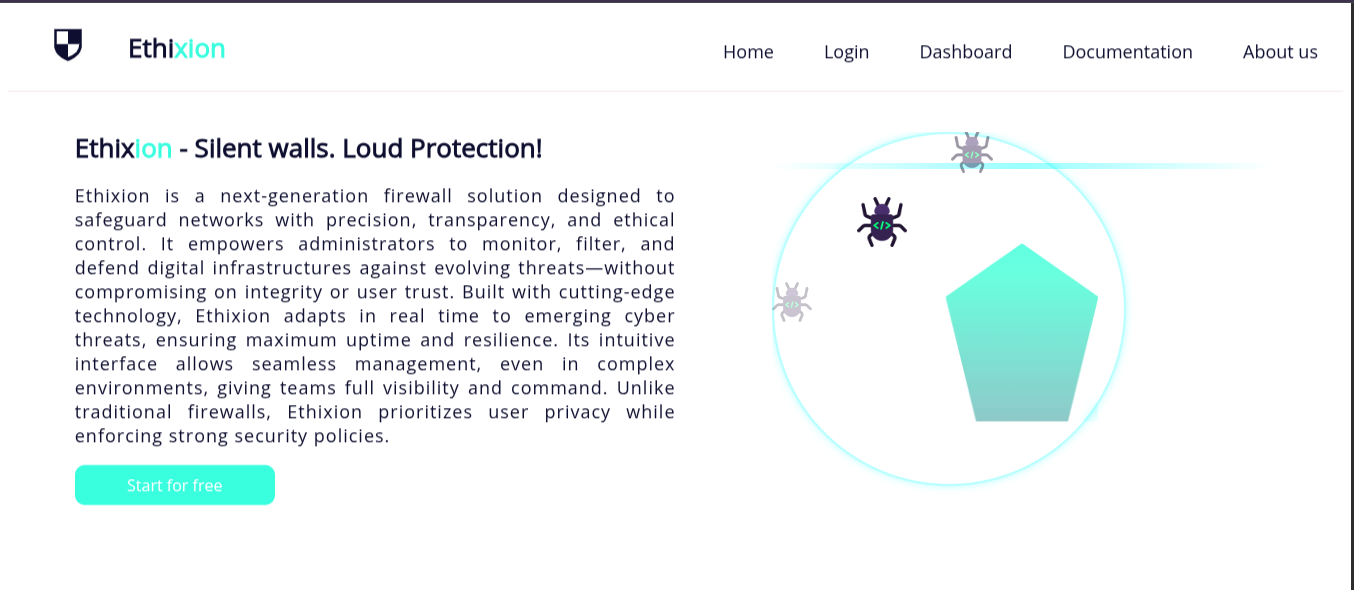 Ethixion
Home Login Dashboard Documentation About us
Ethixion - Silent walls. Loud Protection!
Ethixion is a next-generation firewall solution designed to
safeguard networks with precision, transparency, and ethical
control. It empowers administrators to monitor, filter, and
defend digital infrastructures against evolving threats—without
compromising on integrity or user trust. Built with cutting-edge
technology, Ethixion adapts in real time to emerging cyber
threats, ensuring maximum uptime and resilience. Its intuitive
interface allows seamless management, even in complex
environments, giving teams full visibility and command. Unlike
traditional firewalls, Ethixion prioritizes user privacy while
enforcing strong security policies.
Start for free
</>
</>
</>